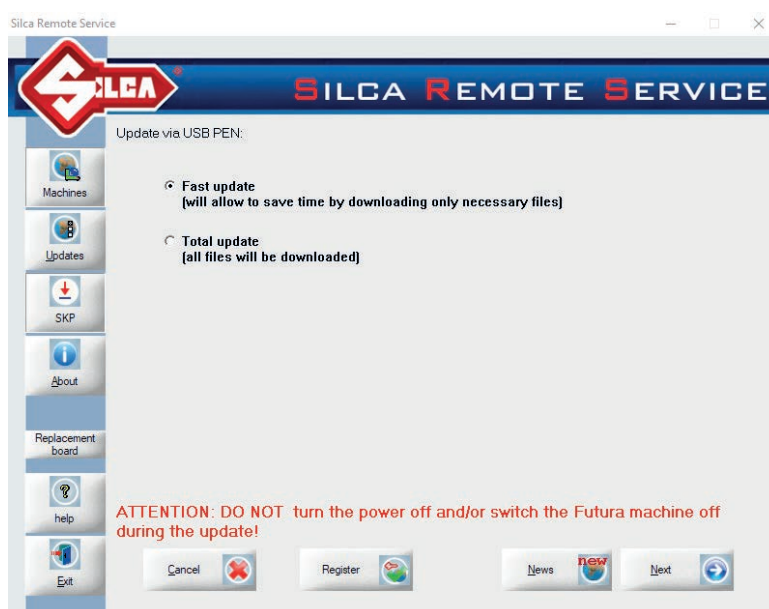 Silca Remote Service
SILCA
SILCA REMOTE SERVICE
Update via USB PEN:
Machines
Fast update
(will allow to save time by downloading only necessary files)
Updates
Total update
(all files will be downloaded)
SKP
About
Replacement
board
help
ATTENTION: DO NOT turn the power off and/or switch the Futura machine off
during the update!
Exit
Cancel
Register
News
new
Next